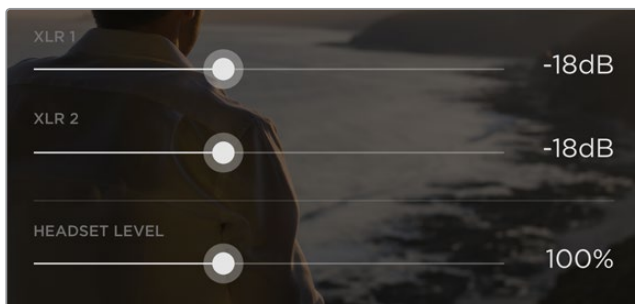 XLR 1
-18dB
XLR 2
-18dB
HEADSET LEVEL
100%